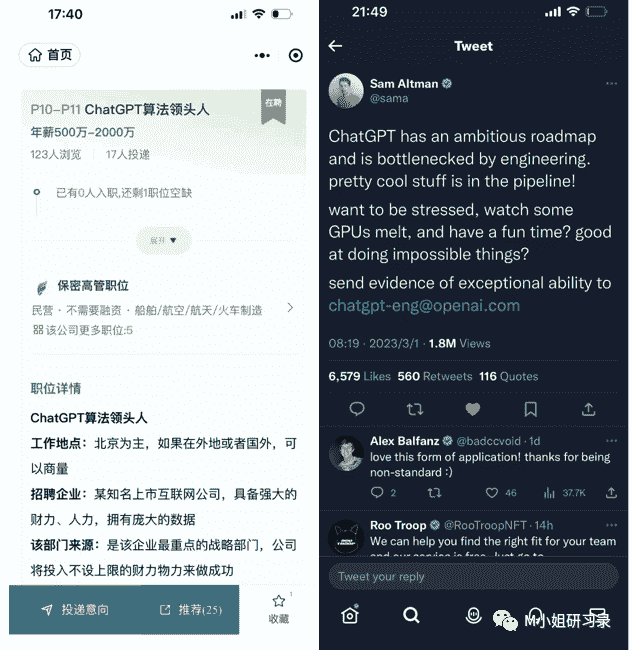 17:40
首页
P10-P11 ChatGPT算法领头人
在聘
年薪500万-2000万
123人浏览 17人投递
已有0人入职,还剩1职位空缺
展开
保密高管职位
民营·不需要融资·船舶/航空/航天/火车制造
该公司更多职位:5
职位详情
ChatGPT算法领头人
工作地点：北京为主，如果在外地或者国外，可
以商量
招聘企业：某知名上市互联网公司，具备强大的
财力、人力，拥有庞大的数据
该部门来源：是该企业最重点的战略部门，公司
将投入不设上限的财力物力来做成功
投递意向
推荐(25)
1
收藏
21:49
Tweet
Sam Altman
@sama
ChatGPT has an ambitious roadmap
and is bottlenecked by engineering.
pretty cool stuff is in the pipeline!
want to be stressed, watch some
GPUs melt, and have a fun time? good
at doing impossible things?
send evidence of exceptional ability to
chatgpt-eng@openai.com
08:19 · 2023/3/1 · 1.8M Views
6,579 Likes 560 Retweets 116 Quotes
Alex Balfanz @badccvoid · 1d
love this form of application! thanks for being
non-standard :)
2 46 37.7K
Roo Troop @RooTroopNFT · 14h
We can help you find the right fit for your team
Tweet your reply
M小姐研习录